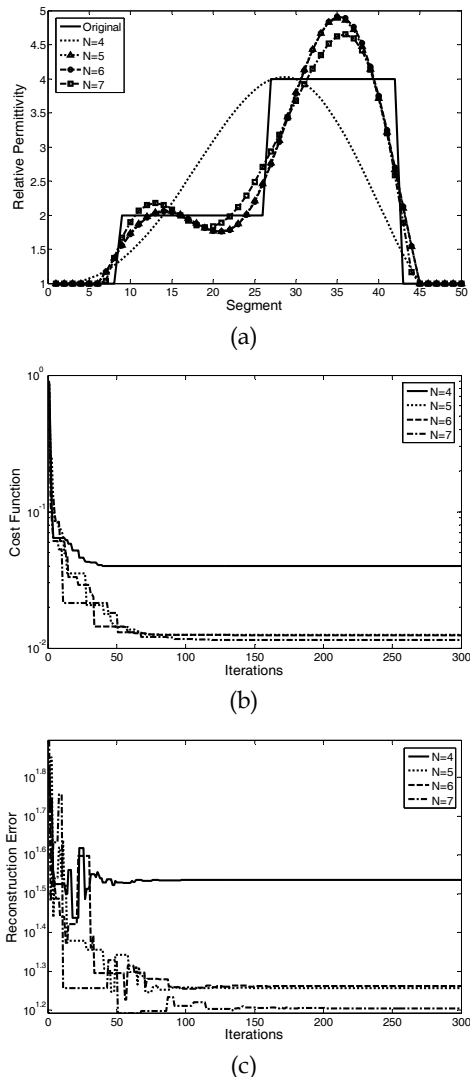 5
4.5
4
3.5
3
2.5
2
1.5
1
Relative Permittivity
Original
N=4
N=5
N=6
N=7
0 5 10 15 20 25 30 35 40 45 50
Segment
(a)
10^0
10^-1
10^-2
Cost Function
N=4
N=5
N=6
N=7
0 50 100 150 200 250 300
Iterations
(b)
10^1.8
10^1.7
10^1.6
10^1.5
10^1.4
10^1.3
10^1.2
Reconstruction Error
N=4
N=5
N=6
N=7
0 50 100 150 200 250 300
Iterations
(c)